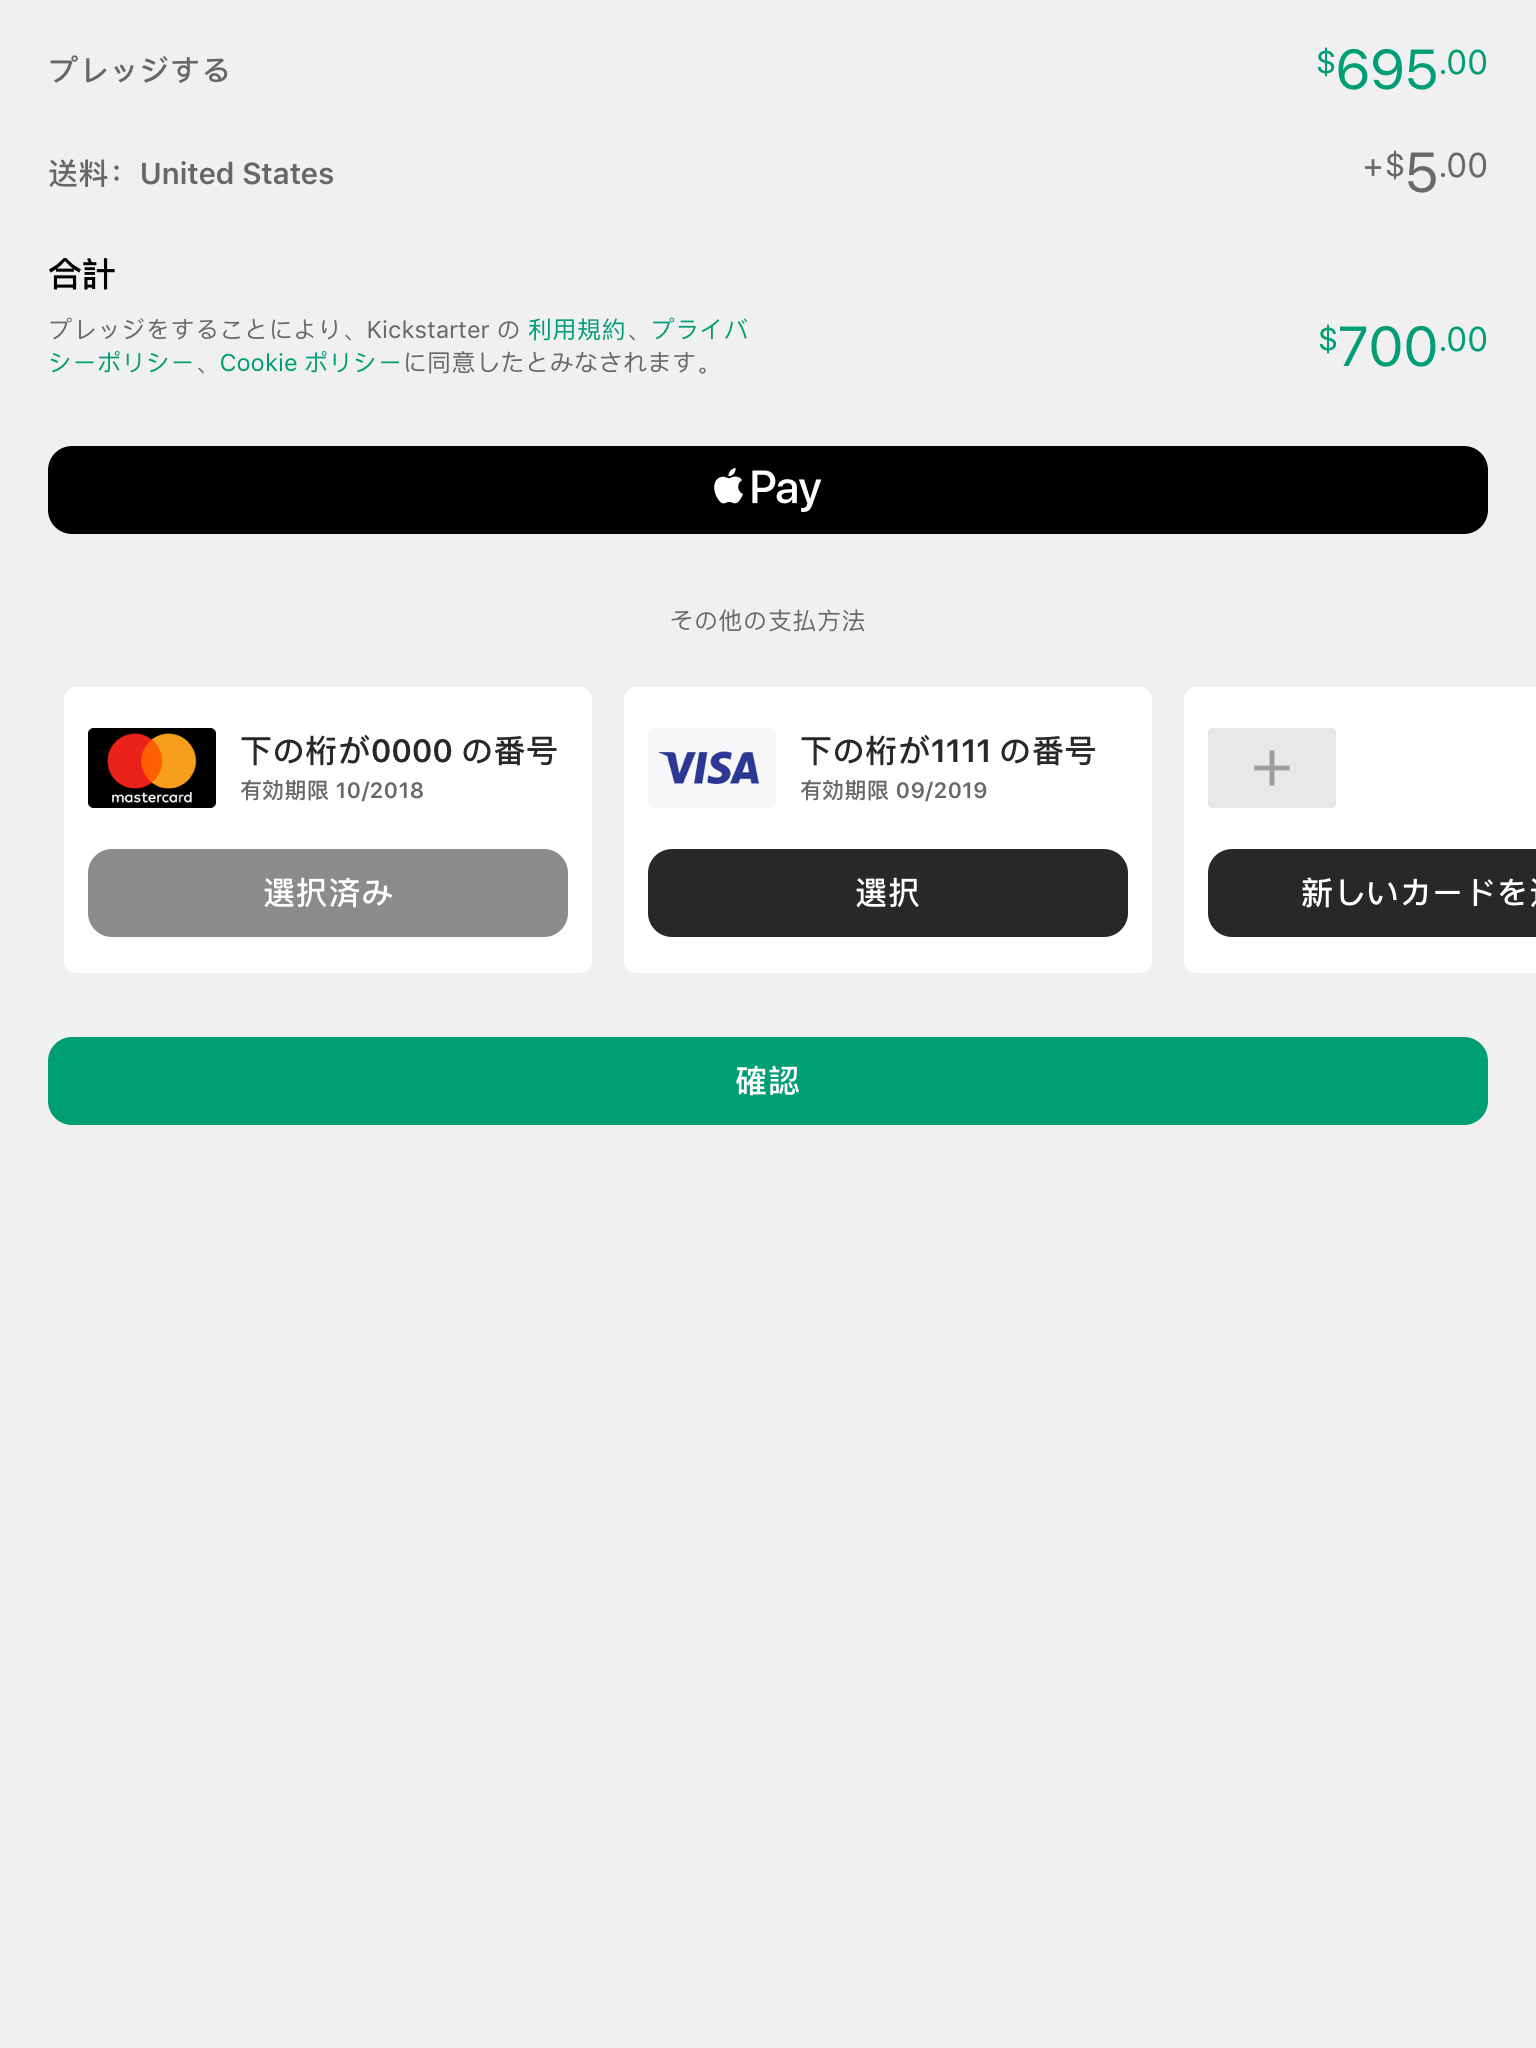 プレッジする $695.00
送料: United States +$5.00
合計
プレッジをすることにより、Kickstarter の 利用規約、プライバ
シーポリシー、Cookie ポリシーに同意したとみなされます。
$700.00
Pay
その他の支払方法
mastercard
下の桁が0000 の番号
有効期限 10/2018
選択済み
VISA
下の桁が1111 の番号
有効期限 09/2019
選択
新しいカードを
確認